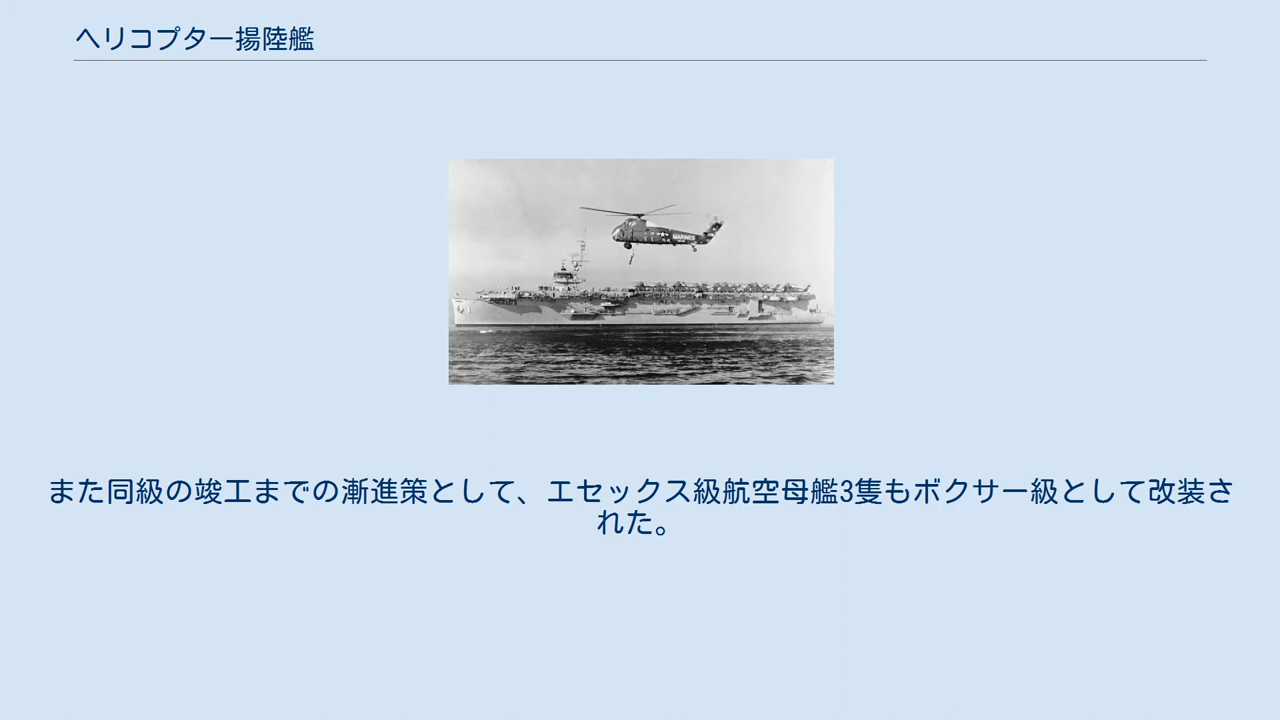 ヘリコプター揚陸艦
MARINES
また同級の竣工までの漸進策として、エセックス級航空母艦3隻もボクサー級として改装さ
れた。